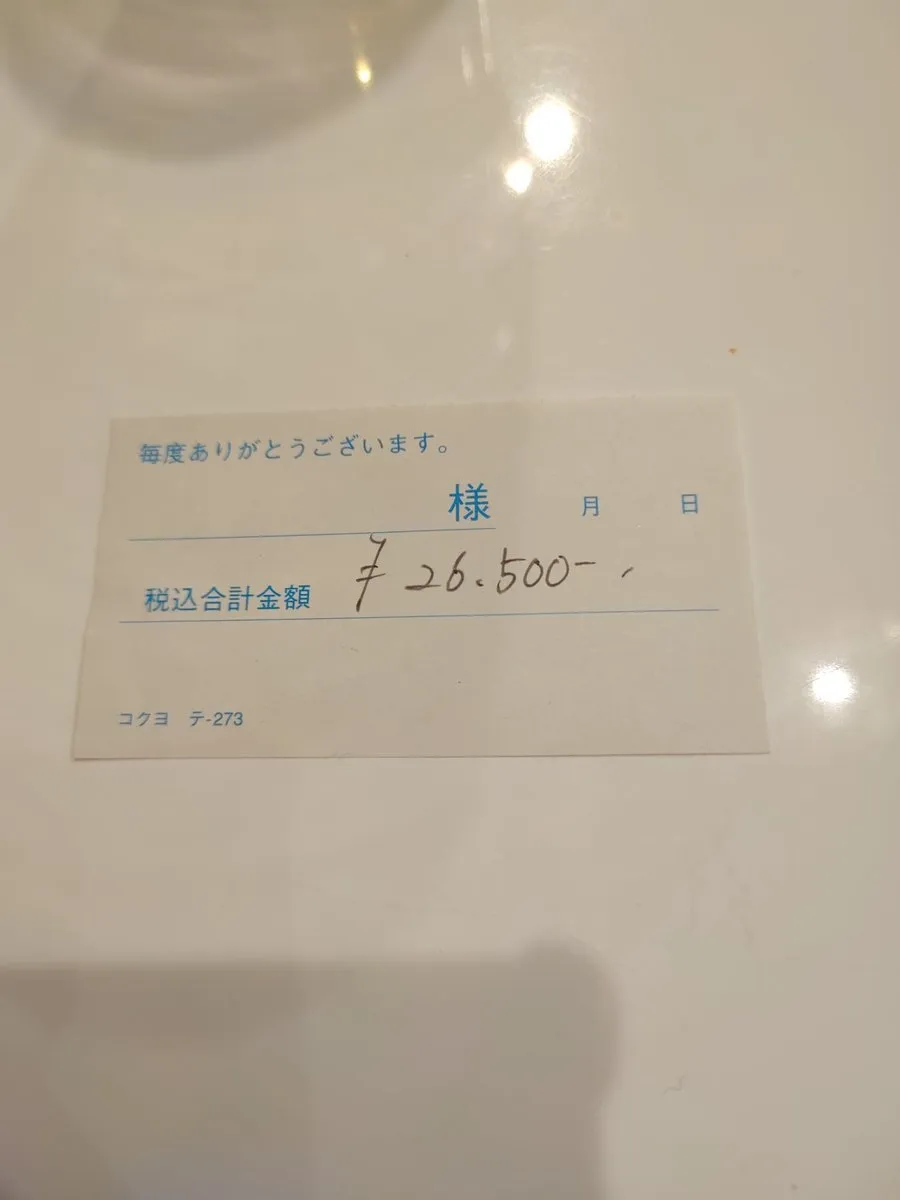 毎度ありがとうございます。
様 月 日
税込合計金額 ¥26.500-
コクヨ テ-273